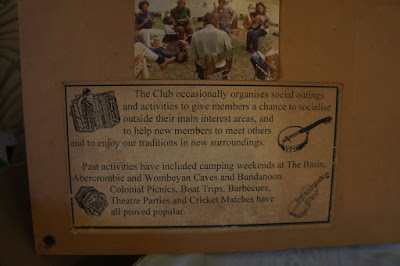 The Club occasionally organises social outings
and activities to give members a chance to socialise
outside their main interest areas, and
to help new members to meet others
and to enjoy our traditions in new surroundings.
Past activities have included camping weekends at The Basin,
Abercrombie and Wombeyan Caves and Bundanoon.
Colonial Picnics, Boat Trips, Barbecues,
Theatre Parties and Cricket Matches have
all proved popular.